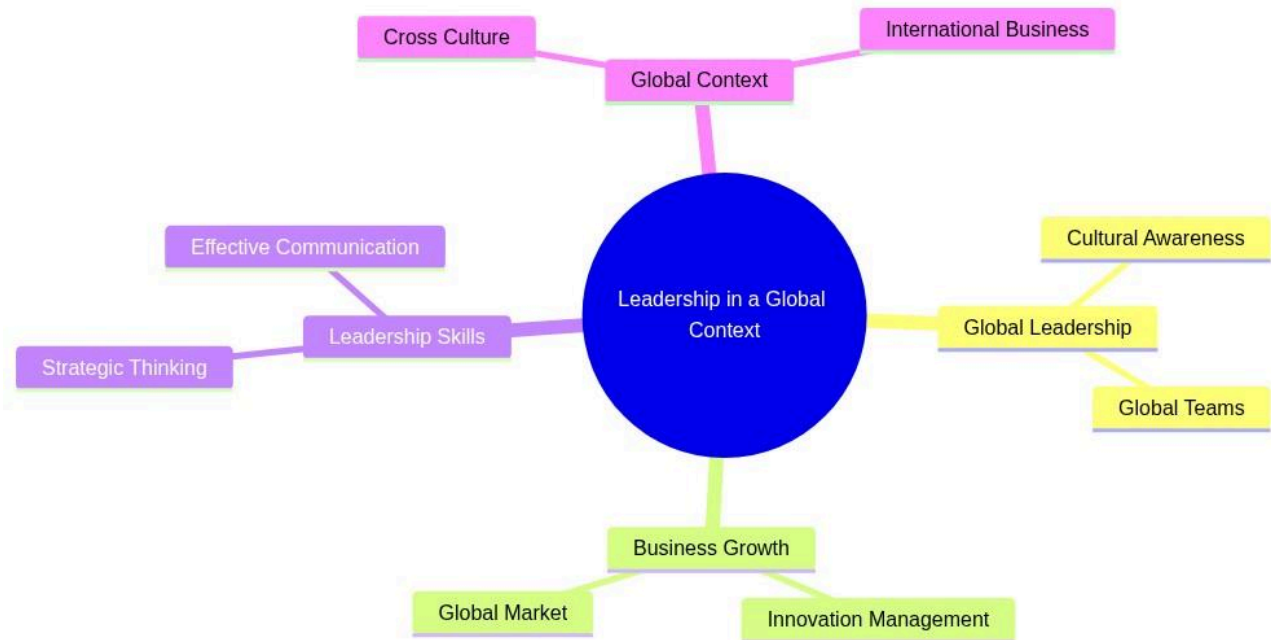 Cross Culture
International Business
Global Context
Effective Communication
Cultural Awareness
Leadership in a Global
Context
Global Leadership
Leadership Skills
Strategic Thinking
Global Teams
Business Growth
Global Market
Innovation Management